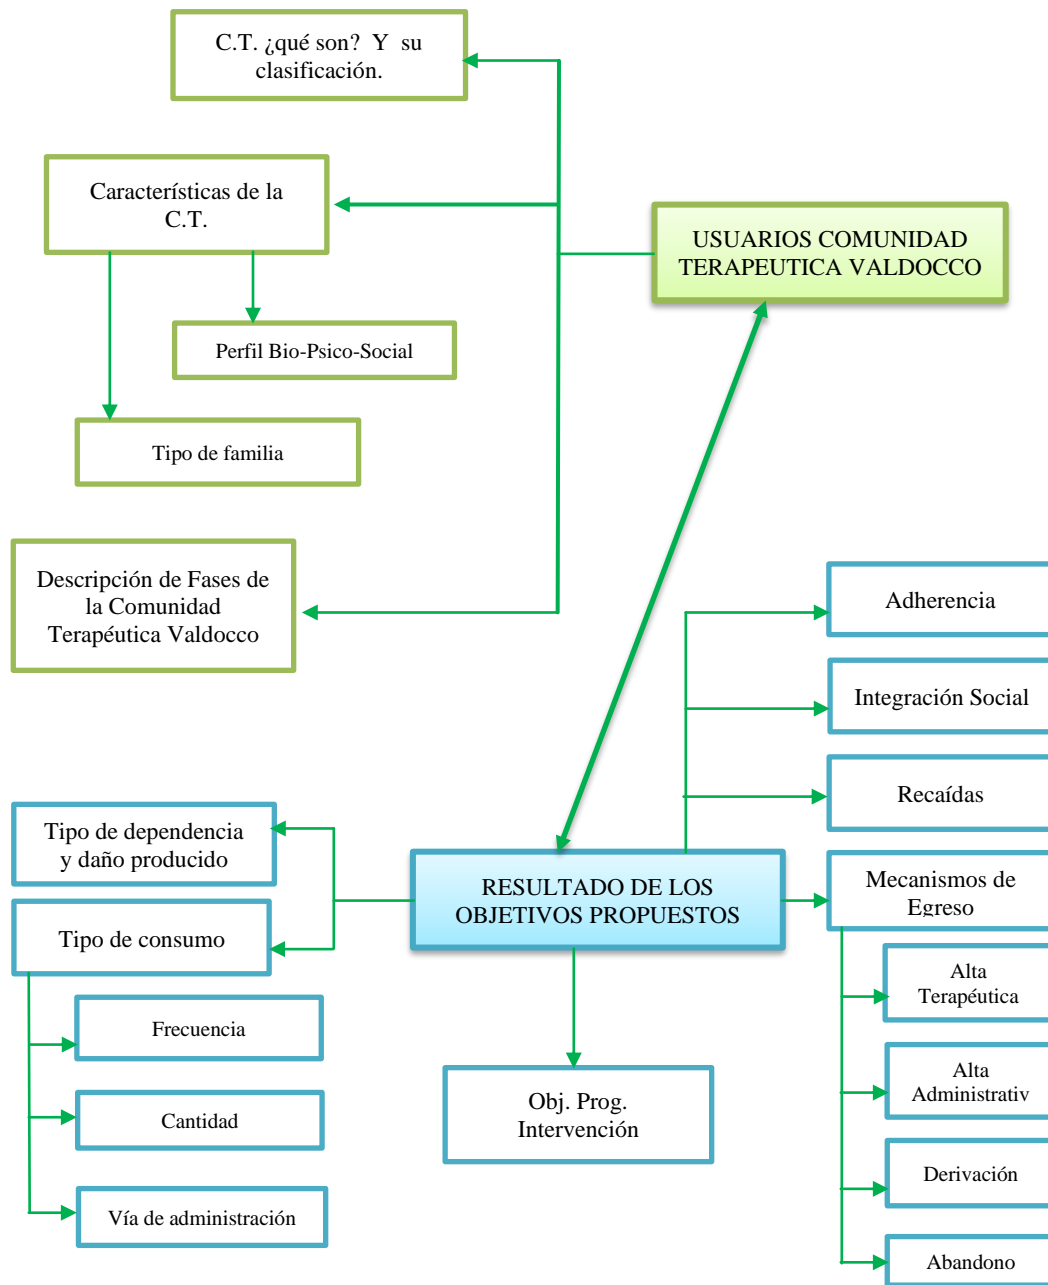 C.T. ¿qué son? Y su
clasificación.
Características de la
C.T.
USUARIOS COMUNIDAD
TERAPEUTICA VALDOCCO
Perfil Bio-Psico-Social
Tipo de familia
Descripción de Fases de
la Comunidad
Terapéutica Valdocco
Adherencia
Integración Social
Recaídas
Tipo de dependencia
y daño producido
Tipo de consumo
RESULTADO DE LOS
OBJETIVOS PROPUESTOS
Mecanismos de
Egreso
Frecuencia
Cantidad
Vía de administración
Obj. Prog.
Intervención
Alta
Terapéutica
Alta
Administrativ
Derivación
Abandono